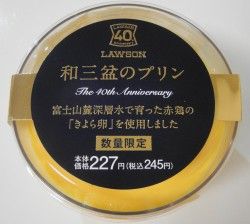 LAWSON
40
ANNIVERSARY
LAWSON
和三盆のプリン
The 40th Anniversary
富士山麓深層水で育った赤鶏の
「きよら卵」を使用しました
数量限定
本体価格227円(税込245円)